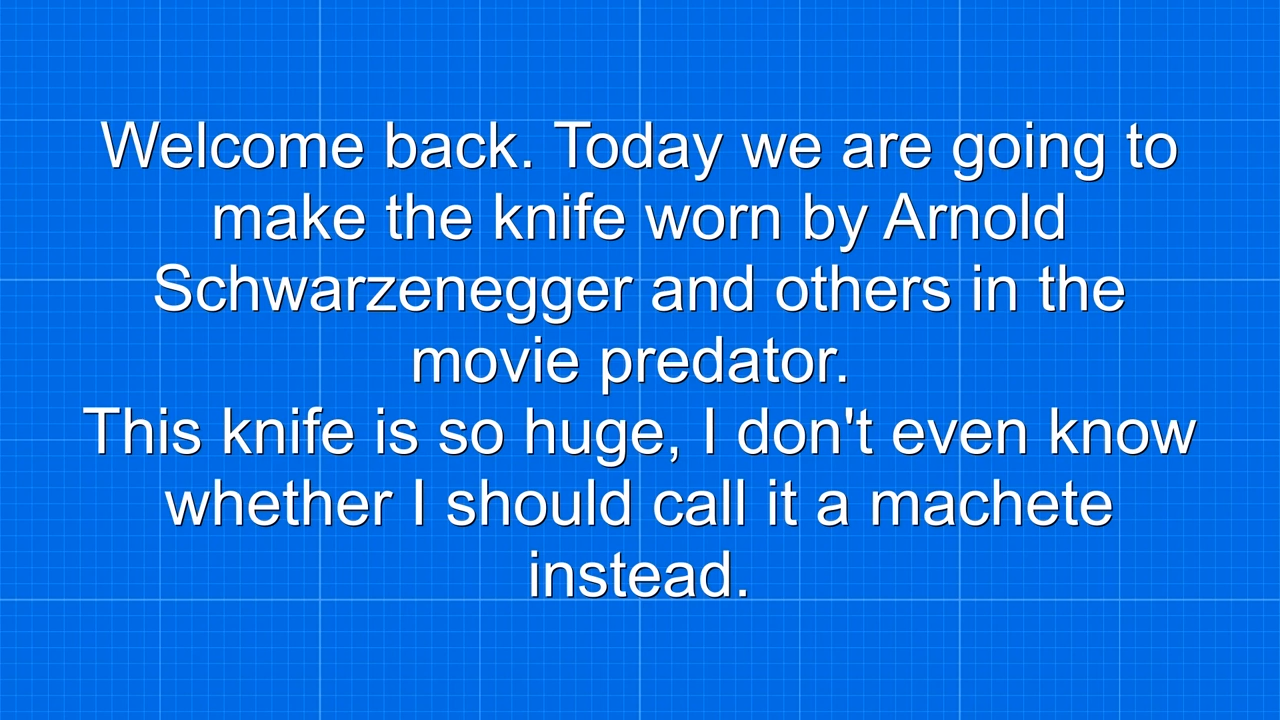 Welcome back. Today we are going to
make the knife worn by Arnold
Schwarzenegger and others in the
movie predator.
This knife is so huge, I don't even know
whether I should call it a machete
instead.